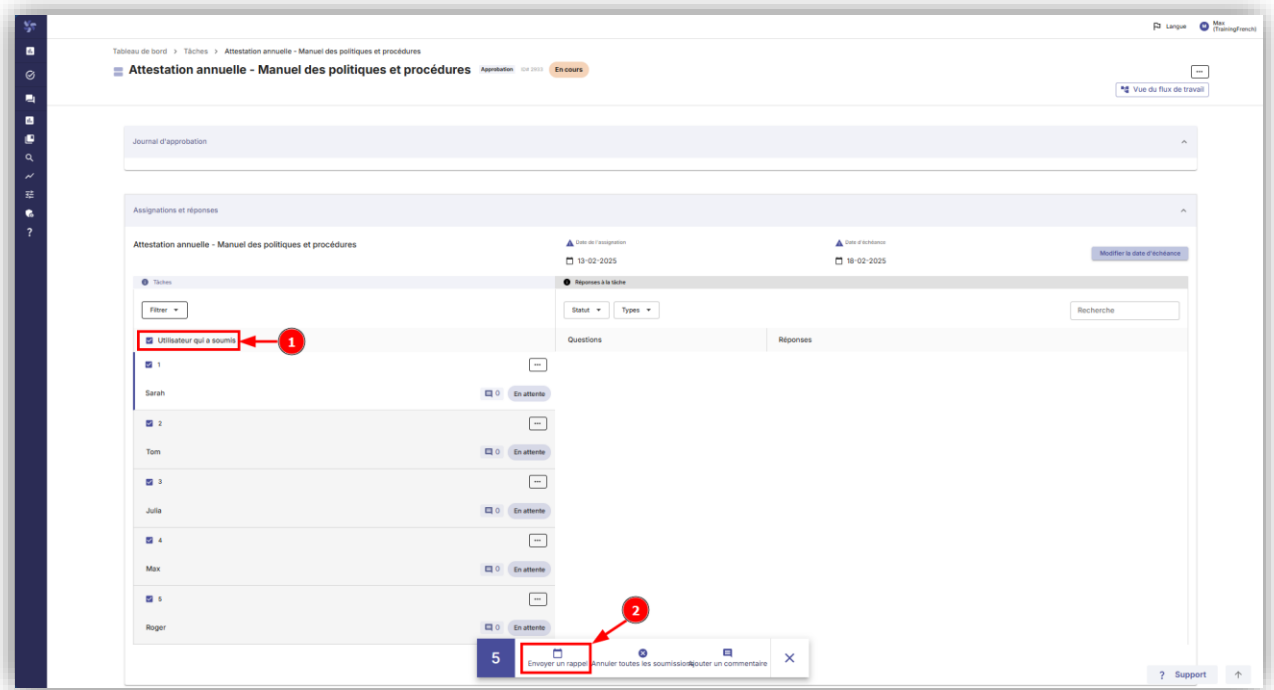 Langue
Max
(TrainingFrench)
Tableau de bord > Tâches > Attestation annuelle - Manuel des politiques et procédures
Attestation annuelle - Manuel des politiques et procédures Approbation En cours
Vue du flux de travail
Journal d'approbation
Assignations et réponses
Attestation annuelle - Manuel des politiques et procédures
Date de l'assignation
13-02-2025
Date d'échéance
18-02-2025
Modifier la date d'échéance
Tâches
Réponses à la tâche
Filtrer
Statut Types
Recherche
Utilisateur qui a soumis
1
Questions Réponses
1
Sarah 0 En attente
2
Tom 0 En attente
3
Julia 0 En attente
4
Max 0 En attente
5
Roger 0 En attente
2
5 Envoyer un rappel Annuler toutes les soumissions Ajouter un commentaire
? Support